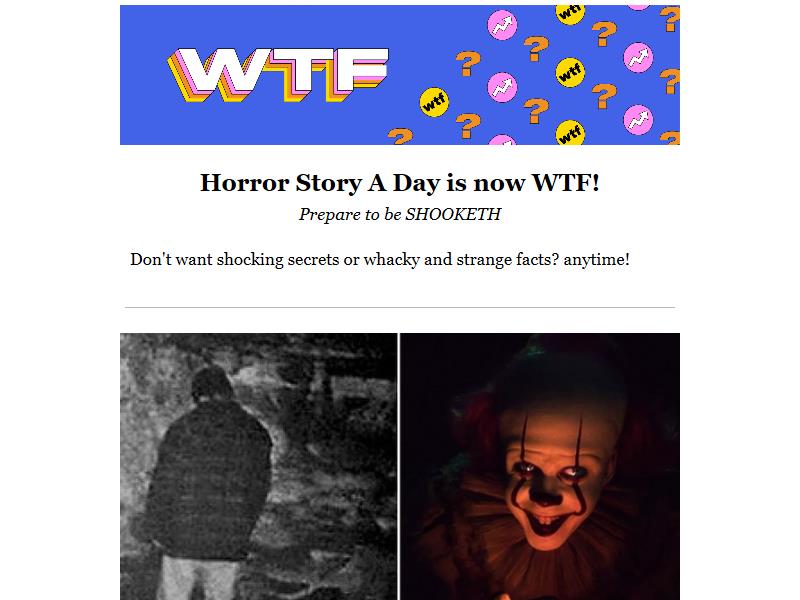 WTF
wtf
wtf
wtf
wtf
Horror Story A Day is now WTF!
Prepare to be SHOOKETH
Don't want shocking secrets or whacky and strange facts? anytime!